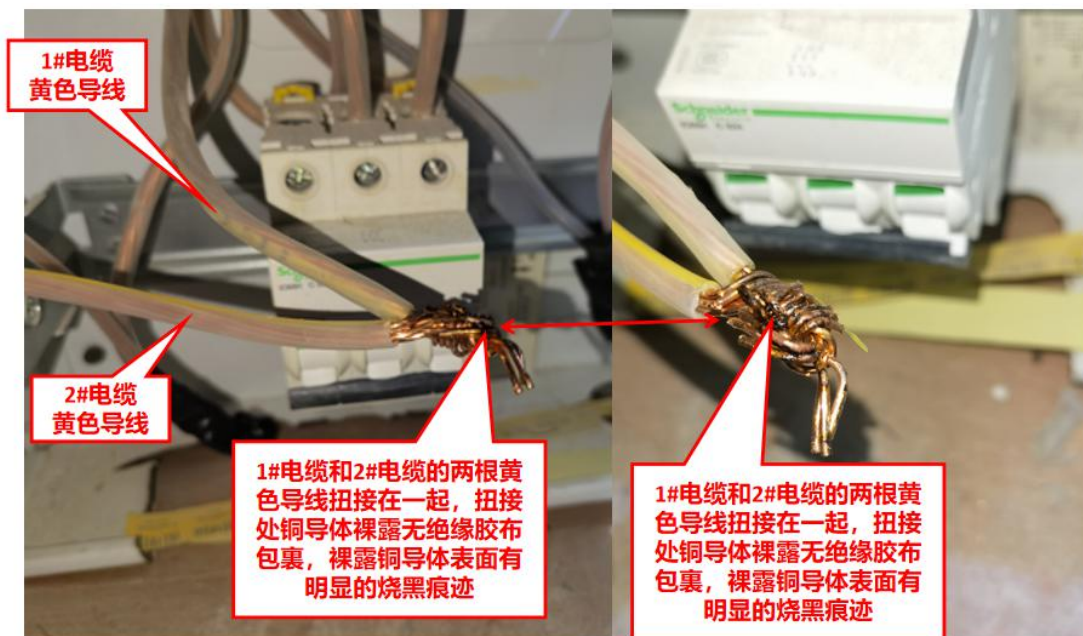 1#电缆
黄色导线
2#电缆
黄色导线
1#电缆和2#电缆的两根黄
色导线扭接在一起，扭接
处铜导体裸露无绝缘胶布
包裹，裸露铜导体表面有
明显的烧黑痕迹
Schneider
1#电缆和2#电缆的两根黄
色导线扭接在一起，扭接
处铜导体裸露无绝缘胶布
包裹，裸露铜导体表面有
明显的烧黑痕迹